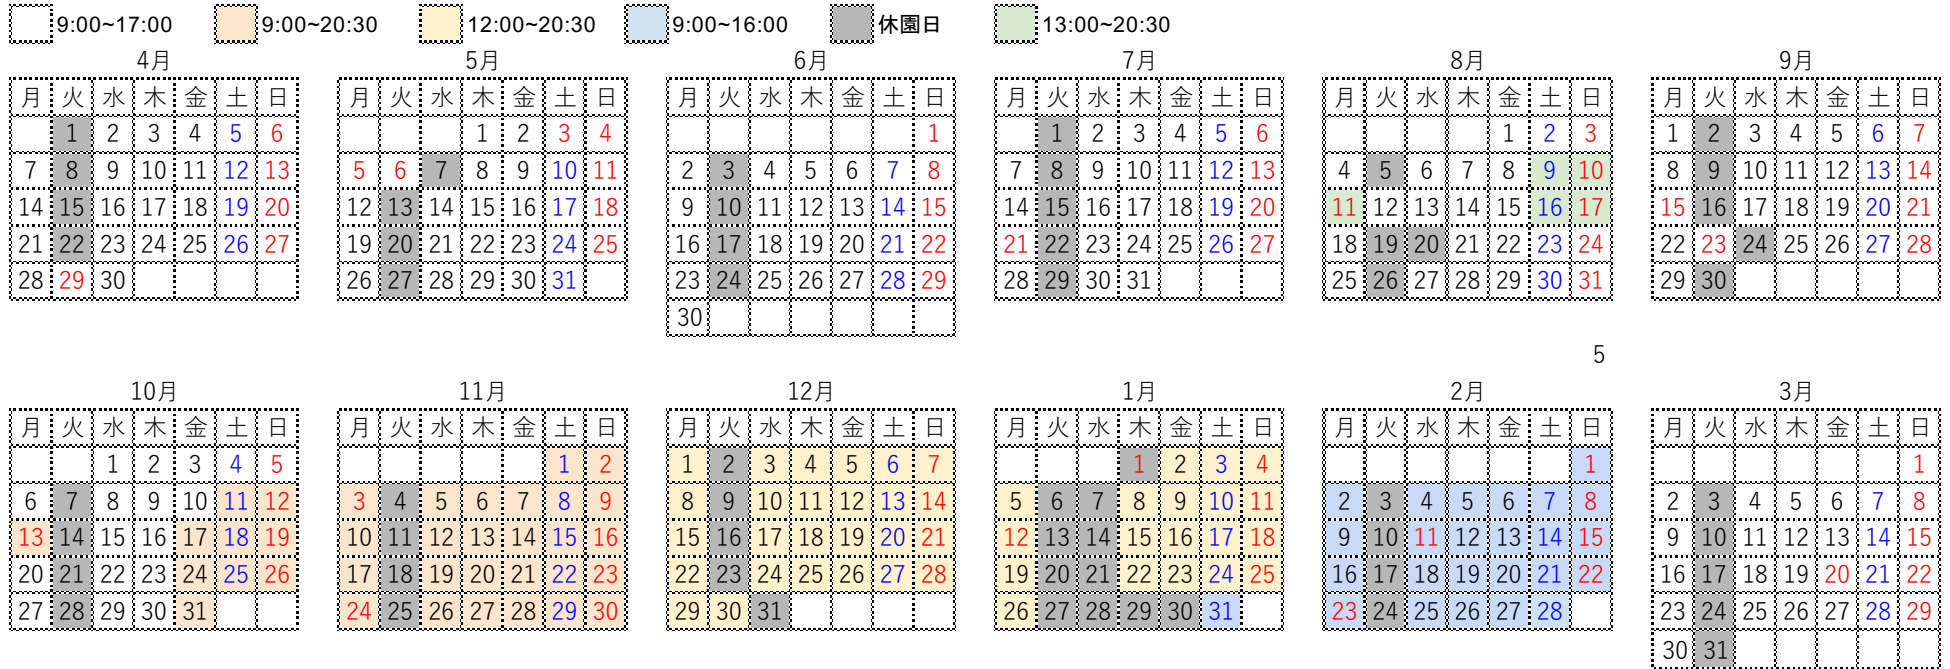 9:00~17:00 9:00~20:30 12:00~20:30 9:00~16:00 休園日 13:00~20:30
4月 5月 6月 7月 8月 9月
月 火 水 木 金 土 日 月 火 水 木 金 土 日 月 火 水 木 金 土 日 月 火 水 木 金 土 日 月 火 水 木 金 土 日 月 火 水 木 金 土 日
1 2 3 4 5 6 1 2 3 4 1 1 2 3 4 5 6 1 2 3 1 2 3 4 5 6 7
7 8 9 10 11 12 13 5 6 7 8 9 10 11 2 3 4 5 6 7 8 7 8 9 10 11 12 13 4 5 6 7 8 9 10 8 9 10 11 12 13 14
14 15 16 17 18 19 20 12 13 14 15 16 17 18 9 10 11 12 13 14 15 14 15 16 17 18 19 20 11 12 13 14 15 16 17 15 16 17 18 19 20 21
21 22 23 24 25 26 27 19 20 21 22 23 24 25 16 17 18 19 20 21 22 21 22 23 24 25 26 27 18 19 20 21 22 23 24 22 23 24 25 26 27 28
28 29 30 26 27 28 29 30 31 23 24 25 26 27 28 29 28 29 30 31 25 26 27 28 29 30 31 29 30
30
5
10月 11月 12月 1月 2月 3月
月 火 水 木 金 土 日 月 火 水 木 金 土 日 月 火 水 木 金 土 日 月 火 水 木 金 土 日 月 火 水 木 金 土 日 月 火 水 木 金 土 日
1 2 3 4 5 1 2 1 2 3 4 5 6 7 1 2 3 4 1 1
6 7 8 9 10 11 12 3 4 5 6 7 8 9 8 9 10 11 12 13 14 5 6 7 8 9 10 11 2 3 4 5 6 7 8 2 3 4 5 6 7 8
13 14 15 16 17 18 19 10 11 12 13 14 15 16 15 16 17 18 19 20 21 12 13 14 15 16 17 18 9 10 11 12 13 14 15 9 10 11 12 13 14 15
20 21 22 23 24 25 26 17 18 19 20 21 22 23 22 23 24 25 26 27 28 19 20 21 22 23 24 25 16 17 18 19 20 21 22 16 17 18 19 20 21 22
27 28 29 30 31 24 25 26 27 28 29 30 29 30 31 26 27 28 29 30 31 23 24 25 26 27 28 23 24 25 26 27 28 29
30 31